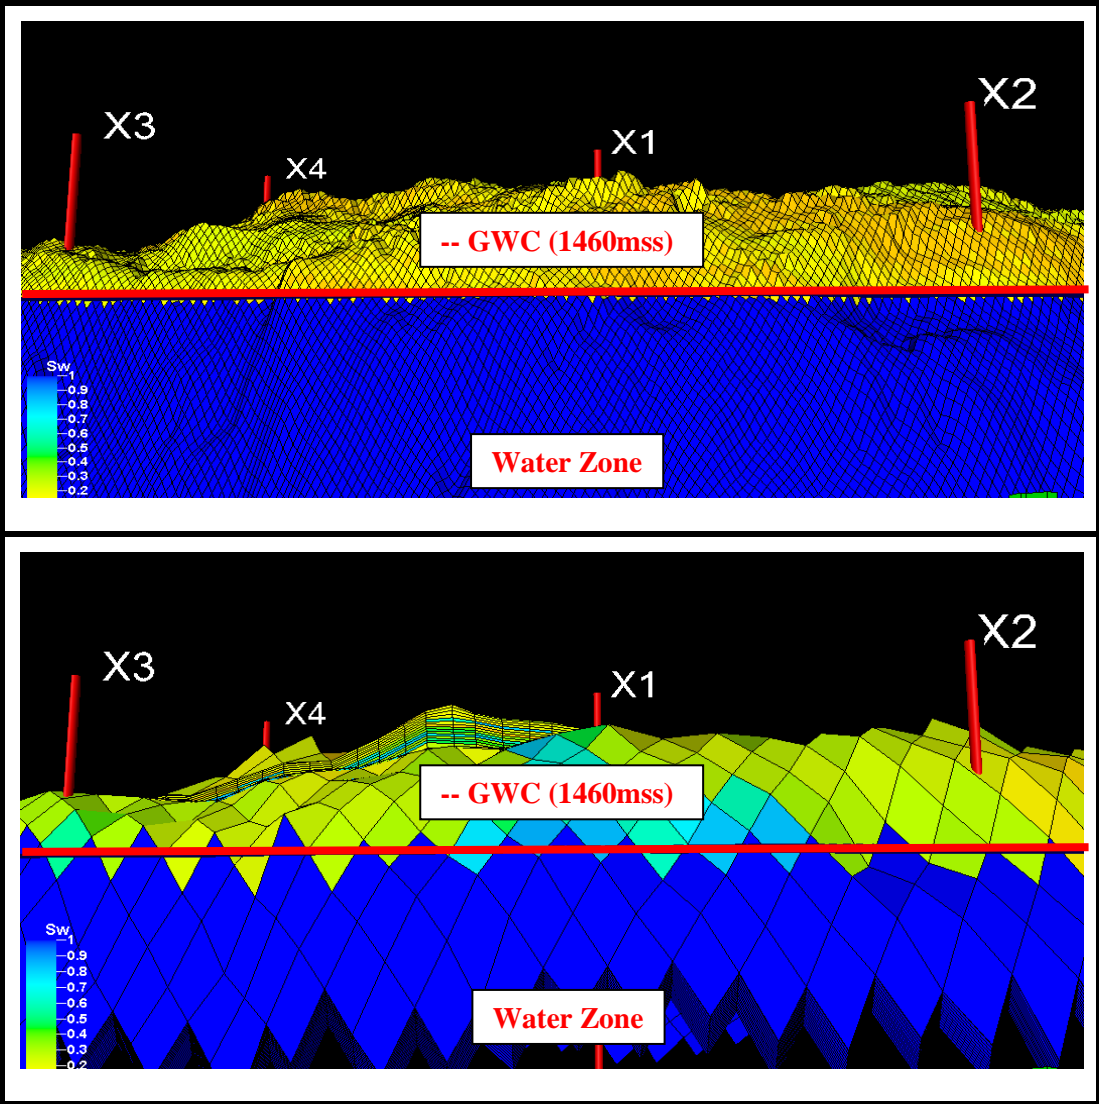 X3
X4
X1
X2
-- GWC (1460mss)
Sw
1
0.9
0.8
0.7
0.6
0.5
0.4
0.3
0.2
Water Zone
X3
X4
X1
X2
-- GWC (1460mss)
Sw
1
0.9
0.8
0.7
0.6
0.5
0.4
0.3
0.2
Water Zone